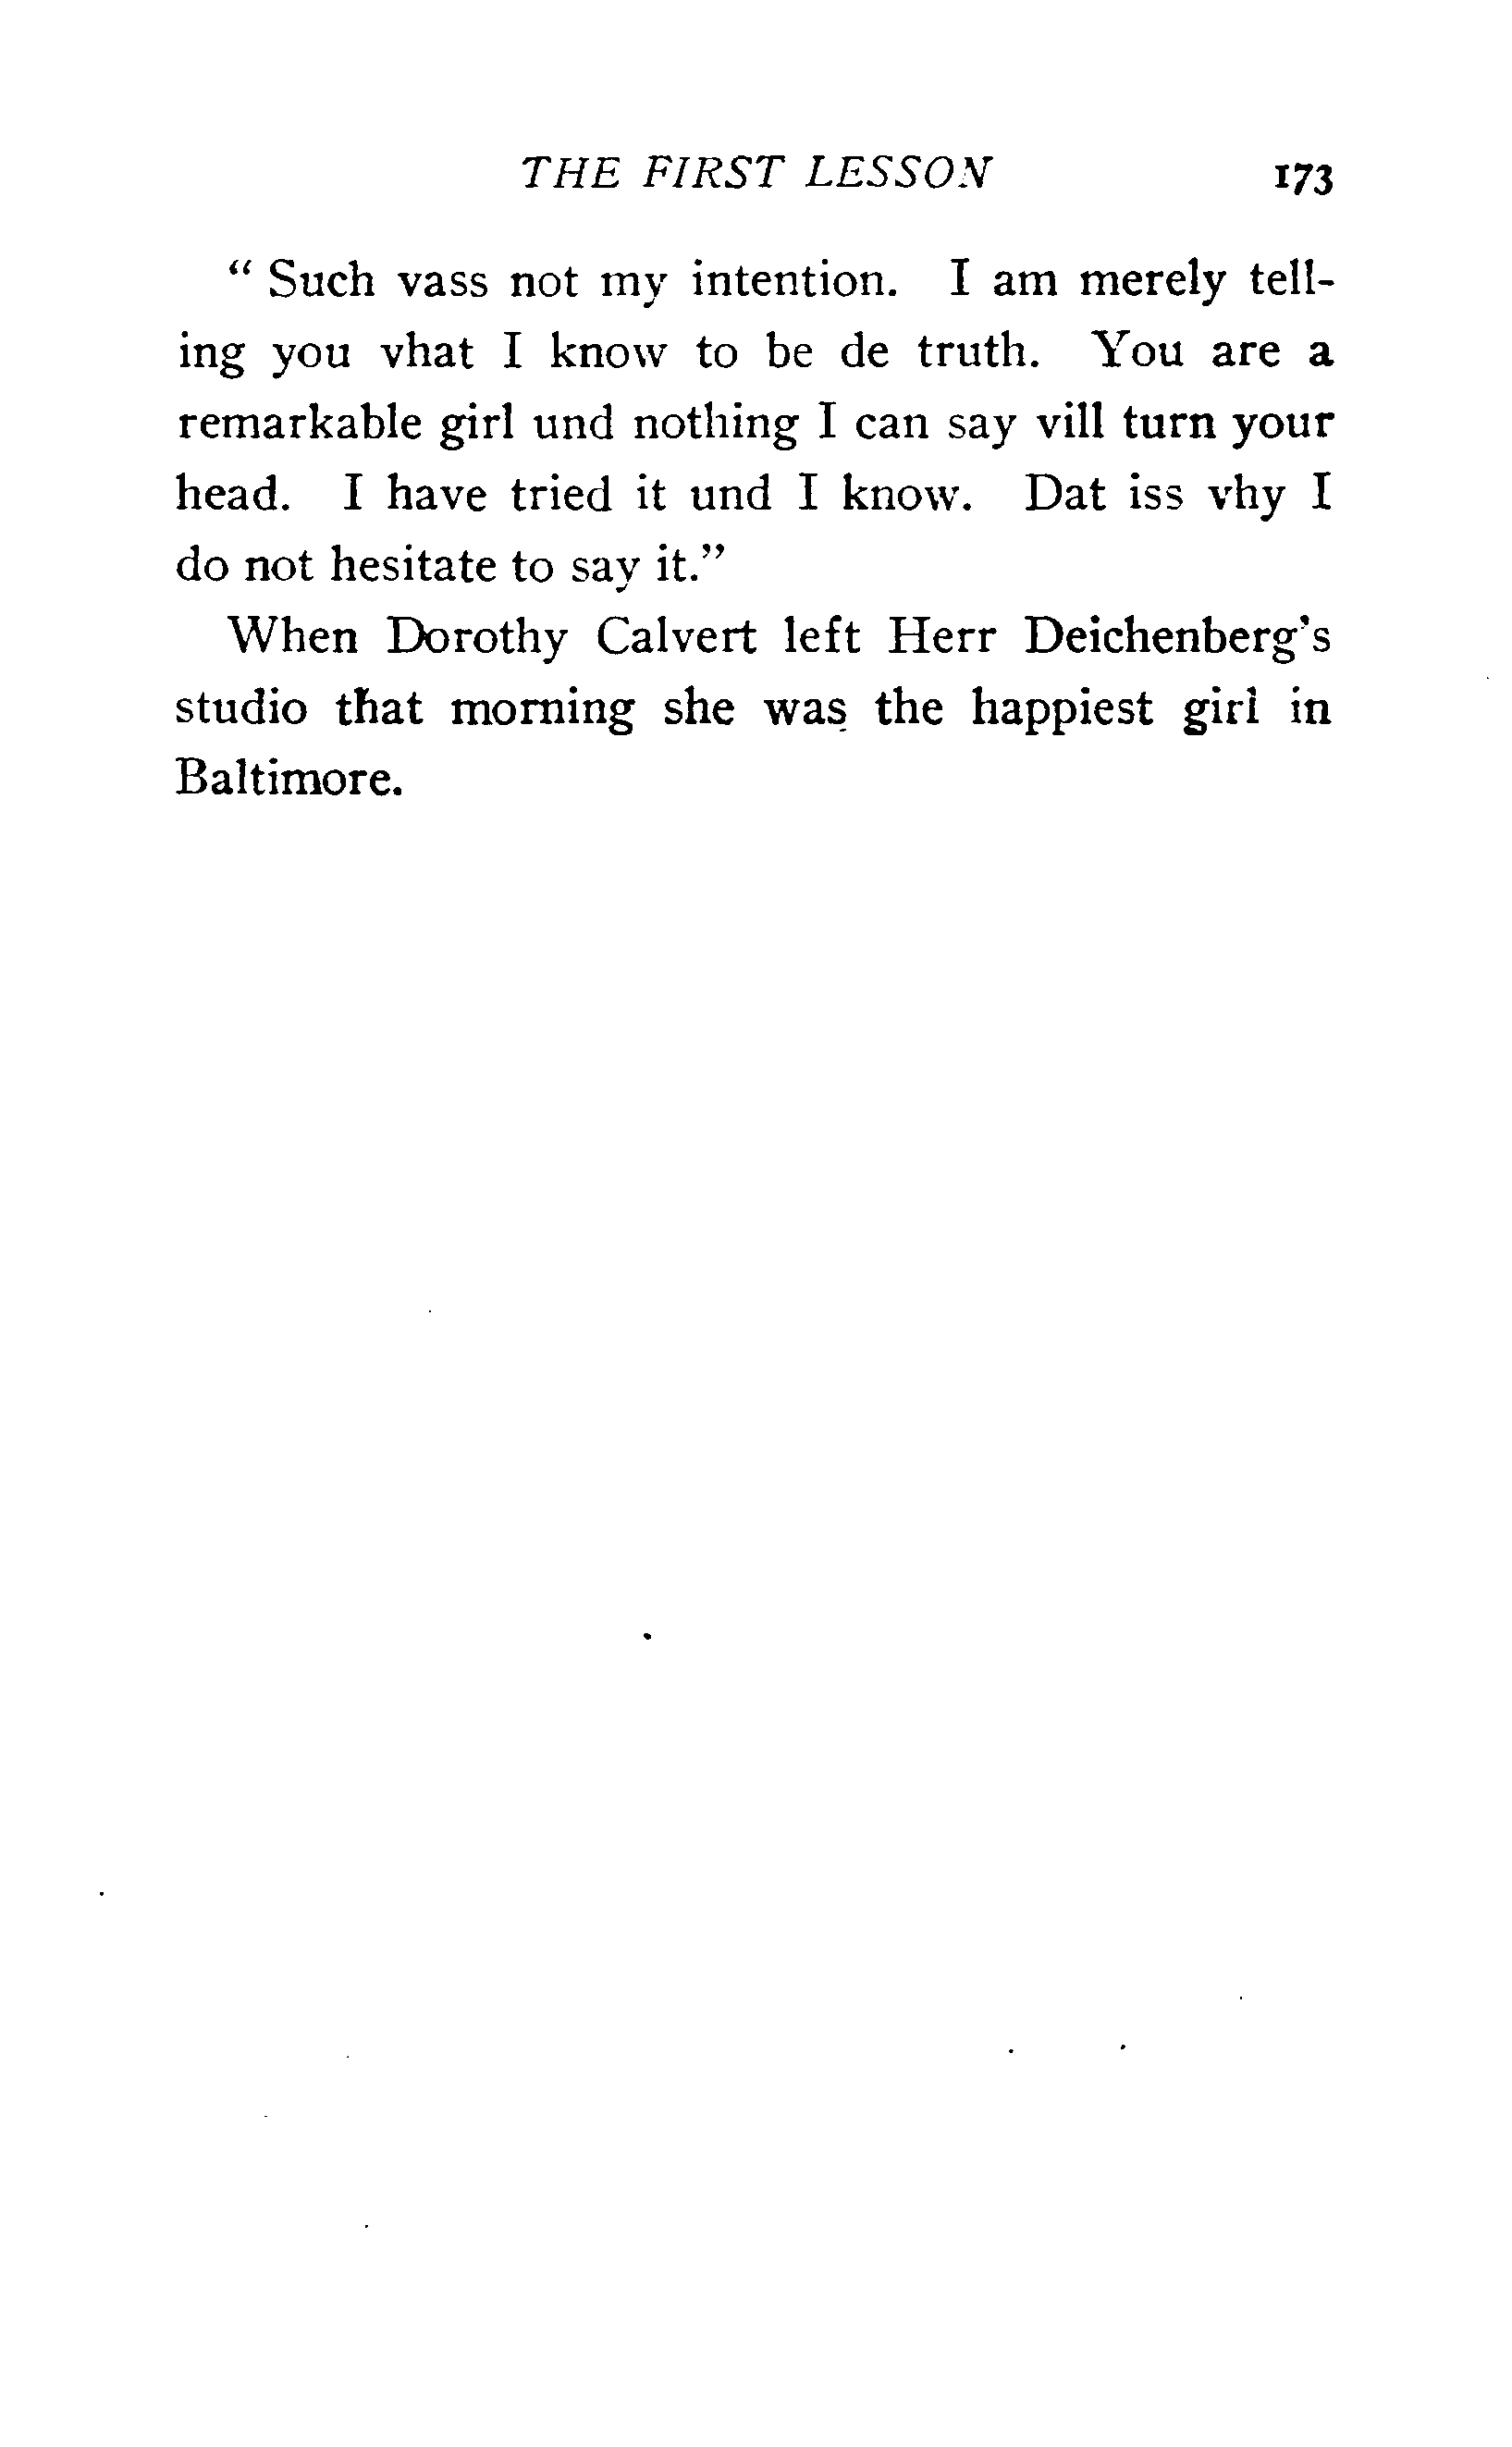 THE FIRST LESSON 173
“ Such vass not my intention. I am merely tell-
ing you vhat I know to be de truth. You are a
remarkable girl und nothing I can say vill turn your
head. I have tried it und I know. Dat iss vhy I
do not hesitate to say it.”
When Dorothy Calvert left Herr Deichenberg’s
studio that morning she was the happiest girl in
Baltimore.